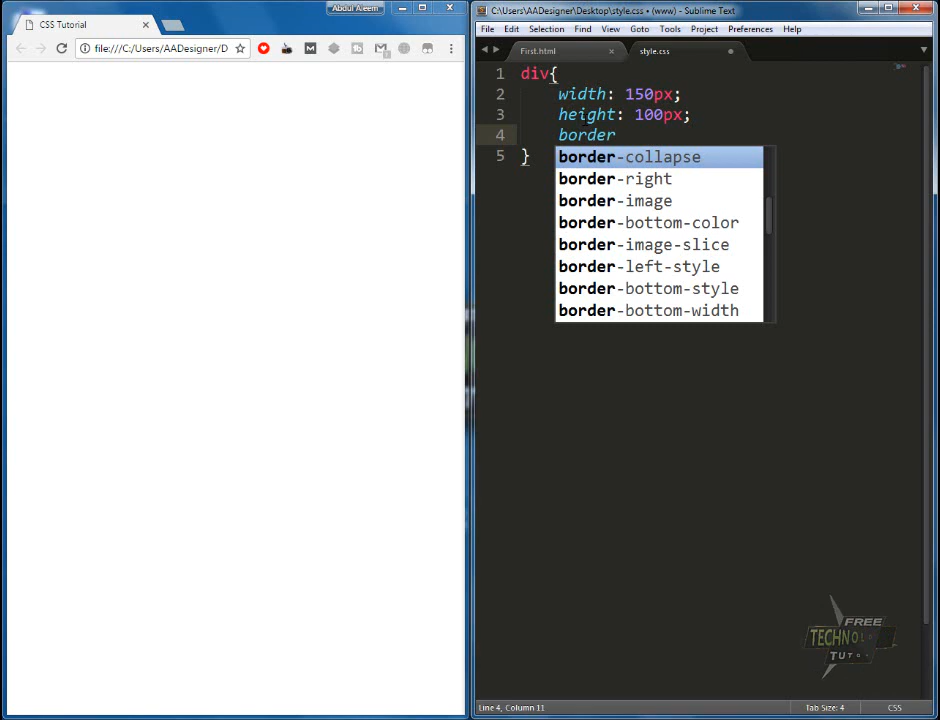 Abdul Aleem
CSS Tutorial
file:///C:/Users/AADesigner/D
C:\Users\AADesigner\Desktop\style.css • (www) - Sublime Text
File Edit Selection Find View Goto Tools Project Preferences Help
First.html
style.css
1 div{
2 width: 150px;
3 height: 100px;
4 border
5 }
border-collapse
border-right
border-image
border-bottom-color
border-image-slice
border-left-style
border-bottom-style
border-bottom-width
FREE
TECHNOL
TUTO
Line 4, Column 11
Tab Size: 4
CSS